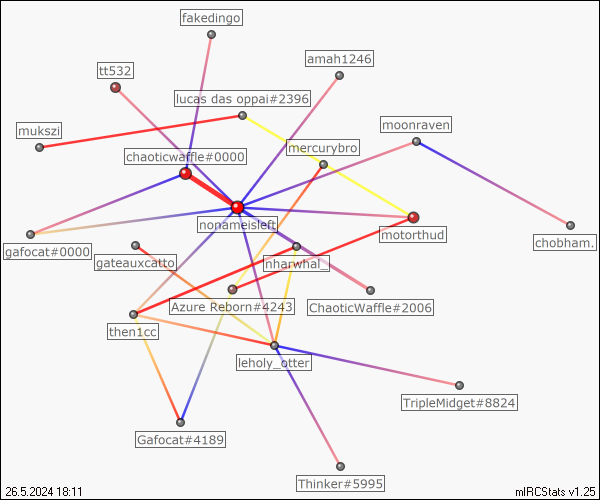 fakedingo
amah1246
tt532
lucas das oppai#2396
moonraven
mukszi
mercurybro
chaoticwaffle#0000
nonameisleft
motorthud
chobham.
gafocat#0000
gateauxcatto
nharwhal_
Azure Reborn#4243
ChaoticWaffle#2006
then1cc
leholy_otter
TripleMidget#8824
Gafocat#4189
Thinker#5995
26.5.2024 18:11
mIRCStats v1.25